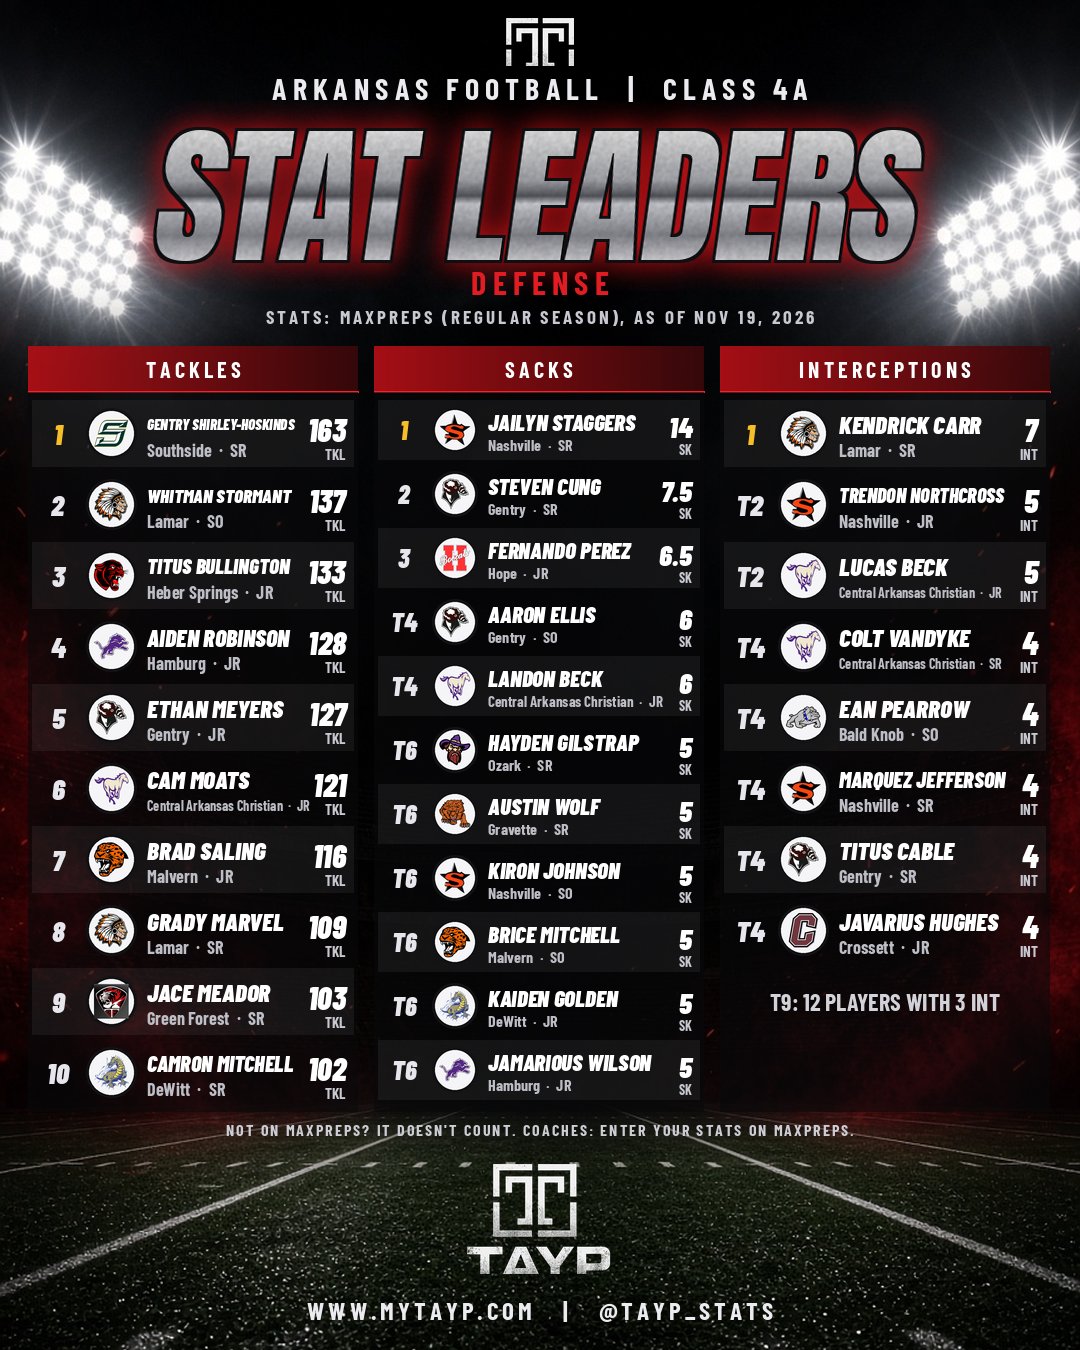 ARKANSAS FOOTBALL | CLASS 4A
STAT LEADERS
DEFENSE
STATS: MAXPREPS (REGULAR SEASON), AS OF NOV 19, 2026
TACKLES
1 GENTRY SHIRLEY-HOSKINDS 163
Southside · SR TKL
2 WHITMAN STORMANT 137
Lamar · SO TKL
3 TITUS BULLINGTON 133
Heber Springs · JR TKL
4 AIDEN ROBINSON 128
Hamburg · JR TKL
5 ETHAN MEYERS 127
Gentry · JR TKL
6 CAM MOATS 121
Central Arkansas Christian · JR TKL
7 BRAD SALING 116
Malvern · JR TKL
8 GRADY MARVEL 109
Lamar · SR TKL
9 JACE MEADOR 103
Green Forest · SR TKL
10 CAMRON MITCHELL 102
DeWitt · SR TKL
SACKS
1 JAILYN STAGGERS 14
Nashville · SR SK
2 STEVEN CUNG 7.5
Gentry · SR SK
3 FERNANDO PEREZ 6.5
Hope · JR SK
T4 AARON ELLIS 6
Gentry · SO SK
T4 LANDON BECK 6
Central Arkansas Christian · JR SK
T6 HAYDEN GILSTRAP 5
Ozark · SR SK
T6 AUSTIN WOLF 5
Gravette · SR SK
T6 KIRON JOHNSON 5
Nashville · SO SK
T6 BRICE MITCHELL 5
Malvern · SO SK
T6 KAIDEN GOLDEN 5
DeWitt · JR SK
T6 JAMARIOUS WILSON 5
Hamburg · JR SK
INTERCEPTIONS
1 KENDRICK CARR 7
Lamar · SR INT
T2 TRENDON NORTHCROSS 5
Nashville · JR INT
T2 LUCAS BECK 5
Central Arkansas Christian · JR INT
T4 COLT VANDYKE 4
Central Arkansas Christian · SR INT
T4 EAN PEARROW 4
Bald Knob · SO INT
T4 MARQUEZ JEFFERSON 4
Nashville · SR INT
T4 TITUS CABLE 4
Gentry · SR INT
T4 JAVARIUS HUGHES 4
Crossett · JR INT
T9: 12 PLAYERS WITH 3 INT
NOT ON MAXPREPS? IT DOESN'T COUNT. COACHES: ENTER YOUR STATS ON MAXPREPS.
TAYP
WWW.MYTAYP.COM | @TAYP_STATS